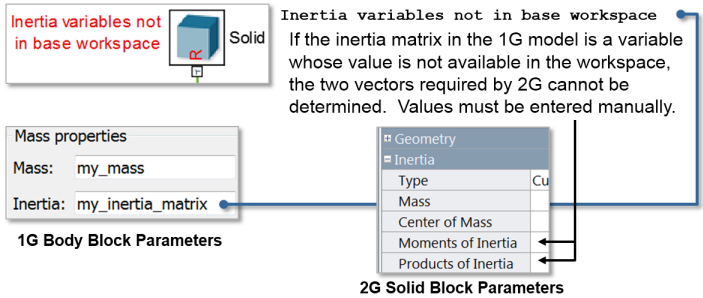 Inertia variables not
in base workspace
Solid
R
Inertia variables not in base workspace
If the inertia matrix in the 1G model is a variable
whose value is not available in the workspace,
the two vectors required by 2G cannot be
determined. Values must be entered manually.
Mass properties
Mass: my_mass
Inertia: my_inertia_matrix
1G Body Block Parameters
Geometry
Inertia
Type Cu
Mass
Center of Mass
Moments of Inertia
Products of Inertia
2G Solid Block Parameters